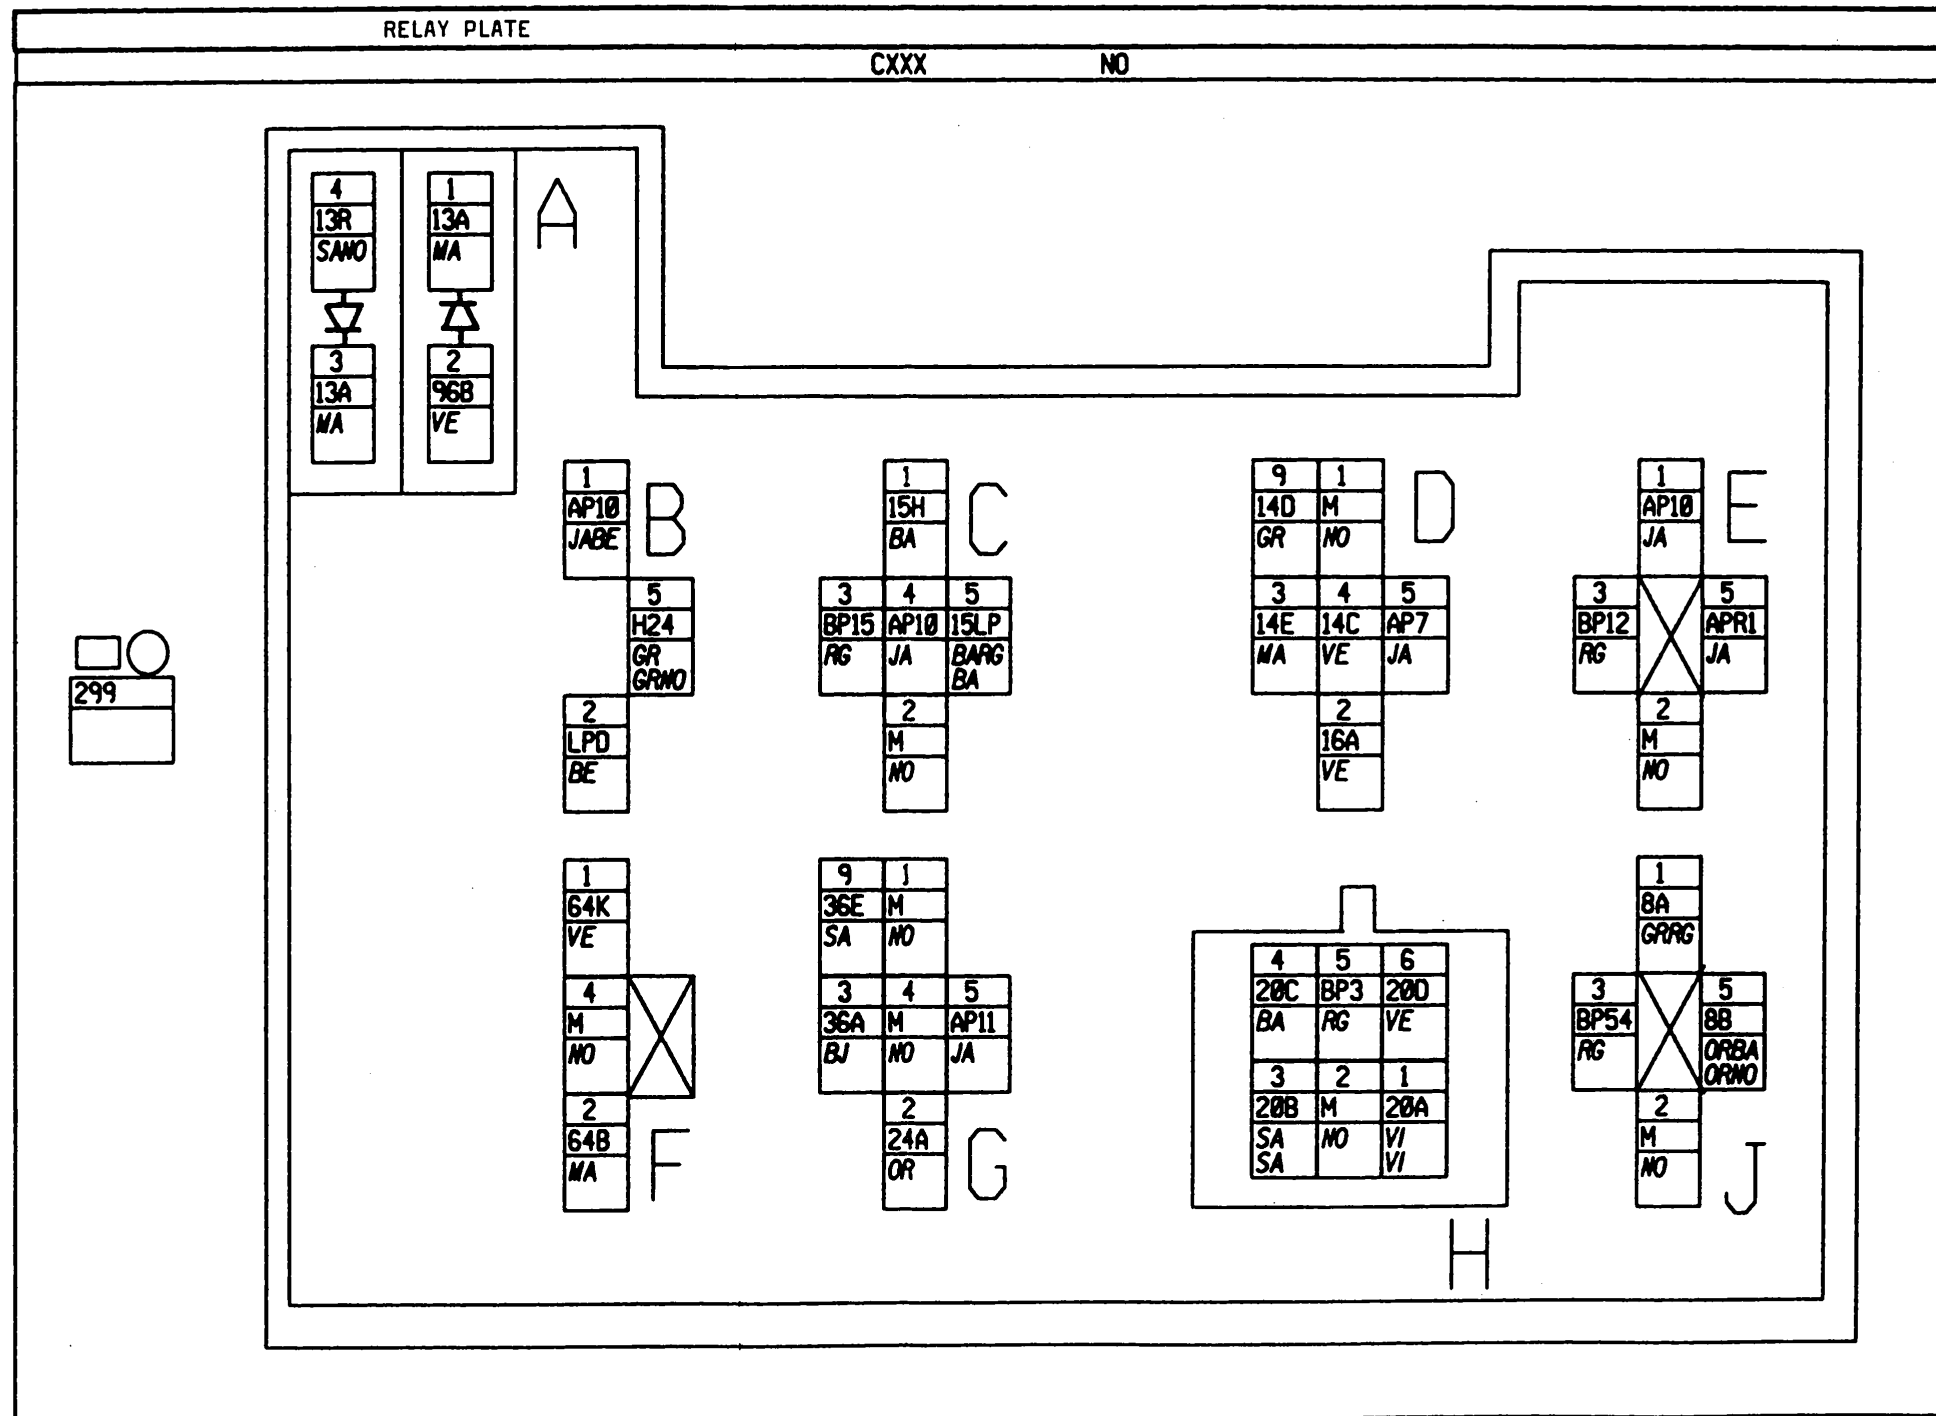 RELAY PLATE
CXXX NO
4
13R
SANO
3
13A
MA
1
13A
MA
2
96B
VE
A
1
AP10
JABE
B
5
H24
GR
GRNO
2
LPD
BE
1
15H
BA
C
3 4 5
BP15 AP10 15LP
RG JA BARG
BA
2
M
NO
9 1
14D M
GR NO
D
3 4 5
14E 14C AP7
MA VE JA
2
16A
VE
1
AP10
JA
E
3 5
BP12 APR1
RG JA
2
M
NO
299
1
64K
VE
4
M
NO
2
64B
MA
F
9 1
36E M
SA NO
3 4 5
36A M AP11
BJ NO JA
2
24A
OR
G
4 5 6
20C BP3 20D
BA RG VE
3 2 1
20B M 20A
SA NO VI
SA VI
H
1
8A
GRRG
3 5
BP54 8B
RG ORBA
ORNO
2
M
NO
J